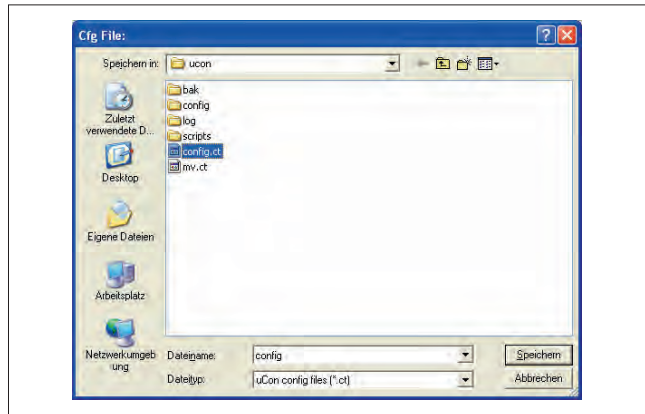 Cfg File:
Speichern in:
ucon
bak
config
log
scripts
config.ct
mv.ct
Zuletzt
verwendete D...
Desktop
Eigene Dateien
Arbeitsplatz
Netzwerkumgeb
ung
Dateiname:
config
Speichern
Dateityp:
uCon config files (*.ct)
Abbrechen